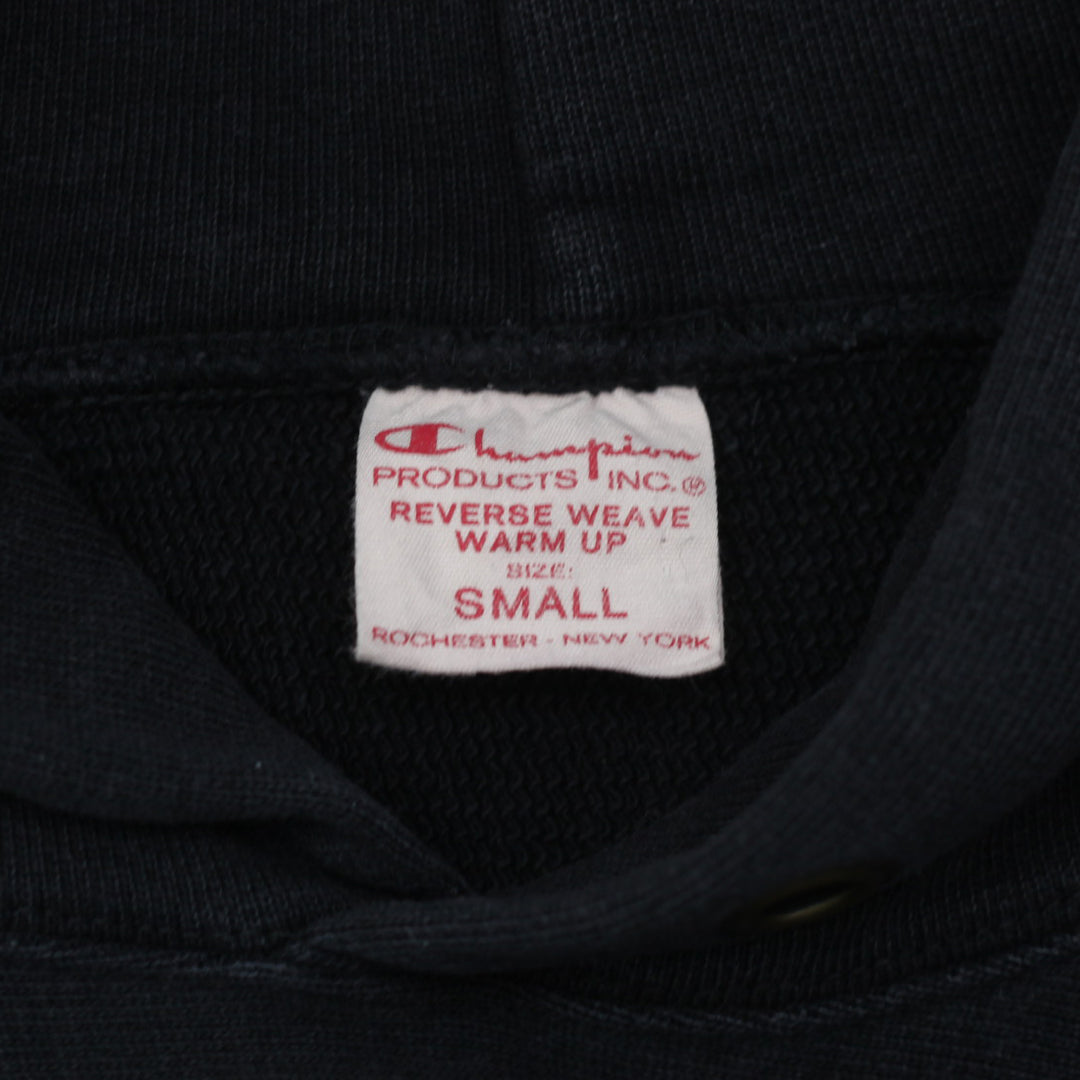 Champion
PRODUCTS INC.®
REVERSE WEAVE
WARM UP
SIZE:
SMALL
ROCHESTER - NEW YORK